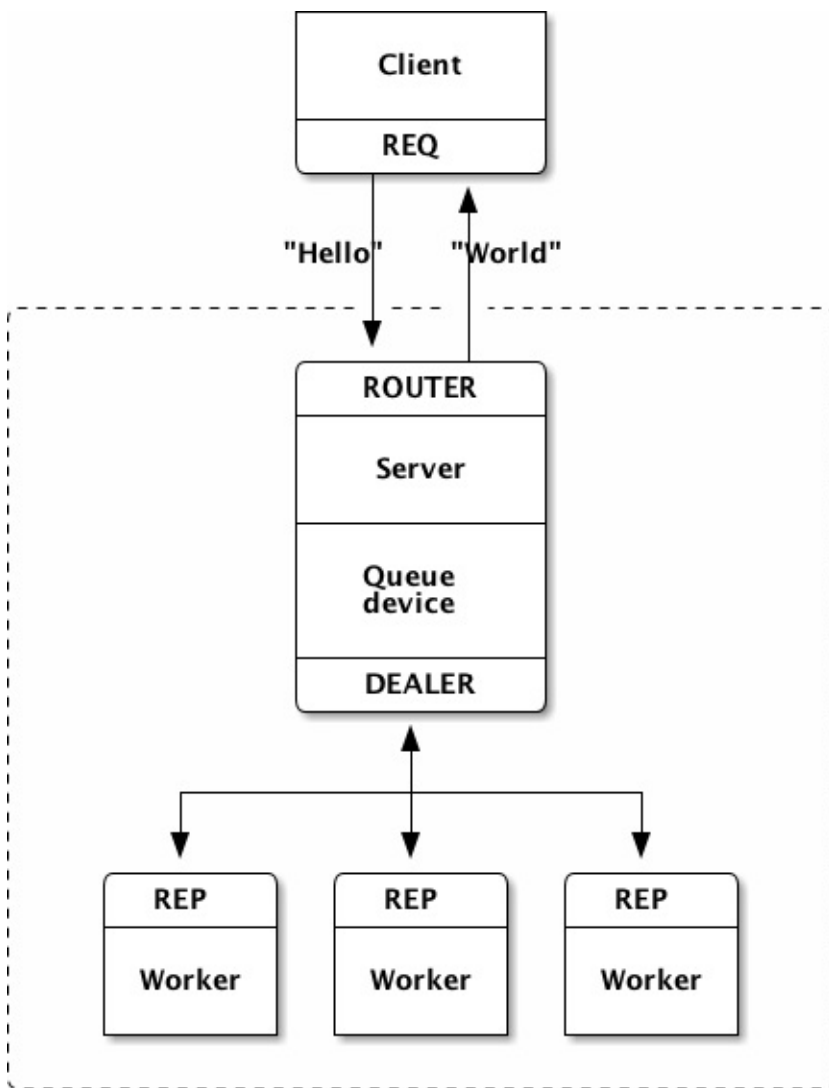 Client
REQ
"Hello" "World"
ROUTER
Server
Queue
device
DEALER
REP REP REP
Worker Worker Worker